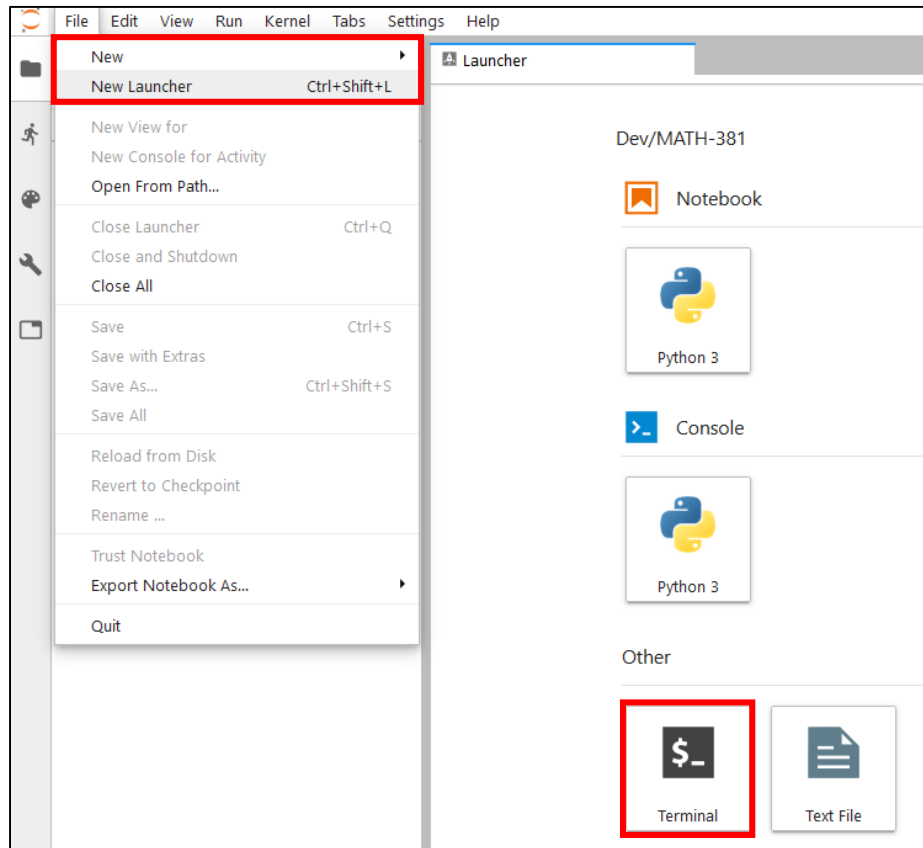 File Edit View Run Kernel Tabs Settings Help
New
New Launcher Ctrl+Shift+L
New View for
New Console for Activity
Open From Path...
Close Launcher Ctrl+Q
Close and Shutdown
Close All
Save Ctrl+S
Save with Extras
Save As... Ctrl+Shift+S
Save All
Reload from Disk
Revert to Checkpoint
Rename ...
Trust Notebook
Export Notebook As...
Quit
Launcher
Dev/MATH-381
Notebook
Python 3
>_ Console
Python 3
Other
$_
Terminal Text File